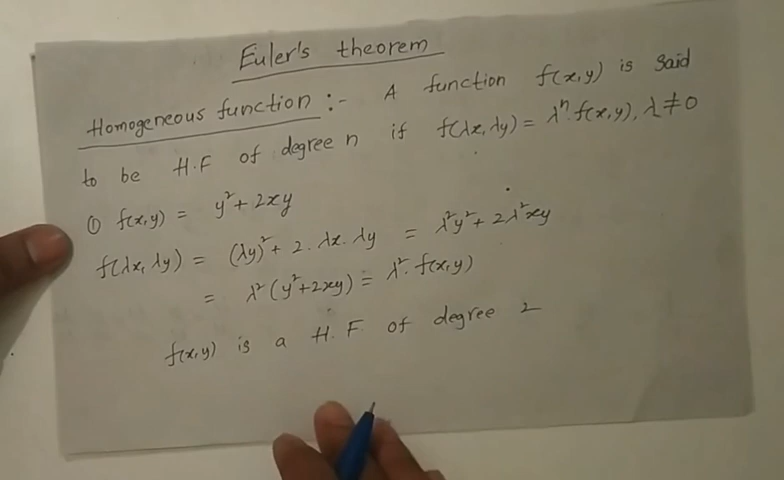 Euler's theorem
Homogeneous function :- A function f(x,y) is said
to be H.F of degree n if f(λx, λy) = λⁿ. f(x,y), λ≠0
① f(x,y) = y² + 2xy
f(λx, λy) = (λy)² + 2. λx. λy = λ²y² + 2λ²xy
= λ² (y²+2xy) = λ². f(x,y)
f(x,y) is a H.F. of degree 2